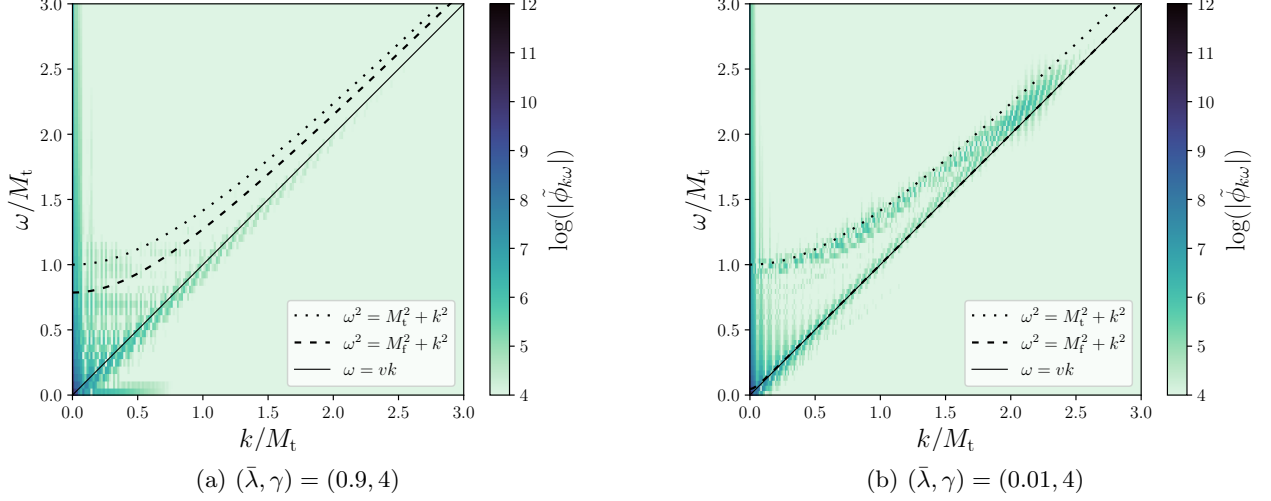 3.0
2.5
2.0
1.5
1.0
0.5
0.0
ω/M_t
0.0 0.5 1.0 1.5 2.0 2.5 3.0
k/M_t
ω² = M_t² + k²
ω² = M_f² + k²
ω = vk
12
11
10
9
8
7
6
5
4
log(|ϕ̃_{kω}|)
(a) (λ̄, γ) = (0.9, 4)
3.0
2.5
2.0
1.5
1.0
0.5
0.0
ω/M_t
0.0 0.5 1.0 1.5 2.0 2.5 3.0
k/M_t
ω² = M_t² + k²
ω² = M_f² + k²
ω = vk
12
11
10
9
8
7
6
5
4
log(|ϕ̃_{kω}|)
(b) (λ̄, γ) = (0.01, 4)